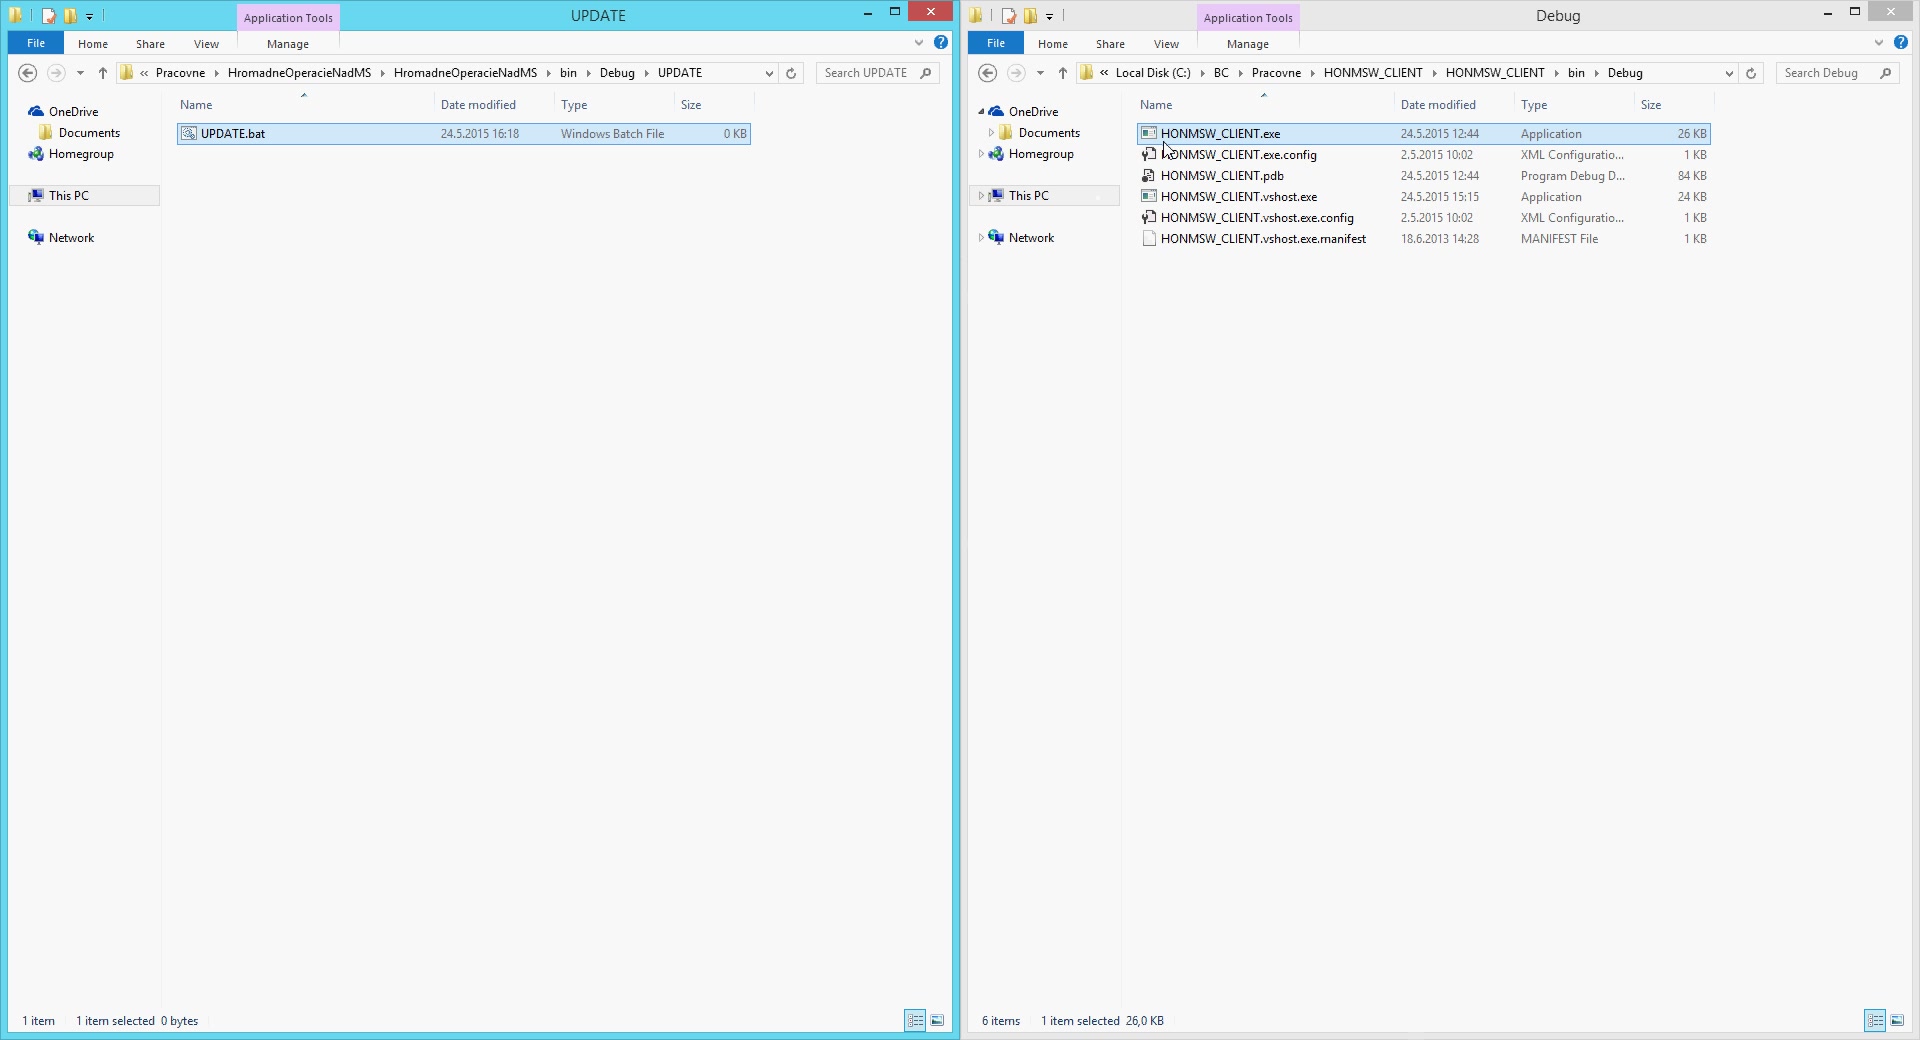 Application Tools
UPDATE
File
Home
Share
View
Manage
« Pracovne HromadneOperacieNadMS HromadneOperacieNadMS bin Debug UPDATE
Search UPDATE
Name
Date modified
Type
Size
OneDrive
Documents
Homegroup
This PC
Network
UPDATE.bat 24.5.2015 16:18 Windows Batch File 0 KB
1 item 1 item selected 0 bytes
Application Tools
Debug
File
Home
Share
View
Manage
« Local Disk (C:) BC Pracovne HONMSW_CLIENT HONMSW_CLIENT bin Debug
Search Debug
Name
Date modified
Type
Size
OneDrive
Documents
Homegroup
This PC
Network
HONMSW_CLIENT.exe 24.5.2015 12:44 Application 26 KB
HONMSW_CLIENT.exe.config 2.5.2015 10:02 XML Configuratio... 1 KB
HONMSW_CLIENT.pdb 24.5.2015 12:44 Program Debug D... 84 KB
HONMSW_CLIENT.vshost.exe 24.5.2015 15:15 Application 24 KB
HONMSW_CLIENT.vshost.exe.config 2.5.2015 10:02 XML Configuratio... 1 KB
HONMSW_CLIENT.vshost.exe.manifest 18.6.2013 14:28 MANIFEST File 1 KB
6 items 1 item selected 26,0 KB